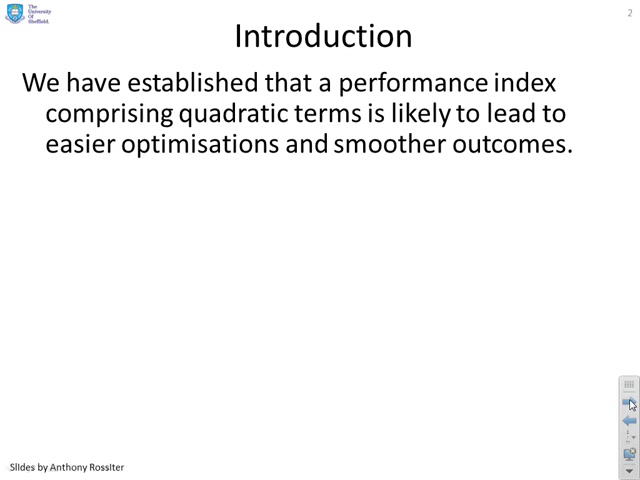 The
University
Of
Sheffield.
2
Introduction
We have established that a performance index
comprising quadratic terms is likely to lead to
easier optimisations and smoother outcomes.
Slides by Anthony Rossiter